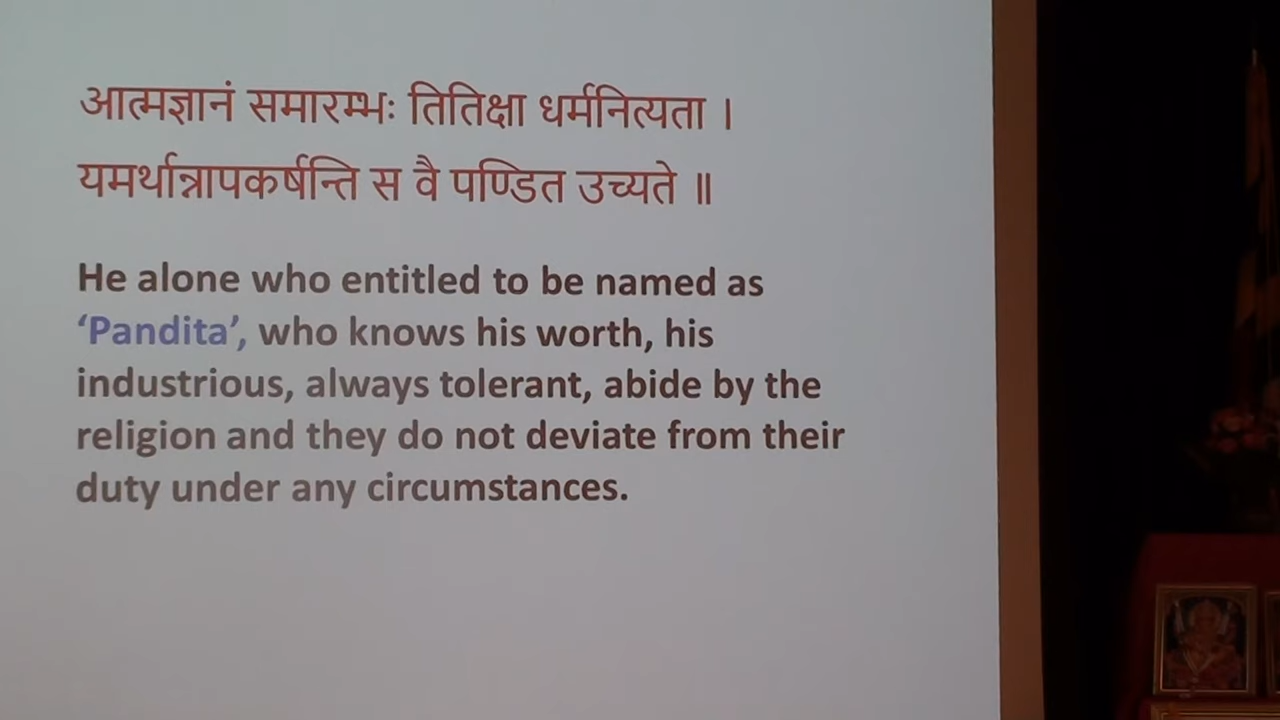 आत्मज्ञानं समारम्भः तितिक्षा धर्मनित्यता ।
यमर्थान्नापकर्षन्ति स वै पण्डित उच्यते ॥
He alone who entitled to be named as
‘Pandita’, who knows his worth, his
industrious, always tolerant, abide by the
religion and they do not deviate from their
duty under any circumstances.